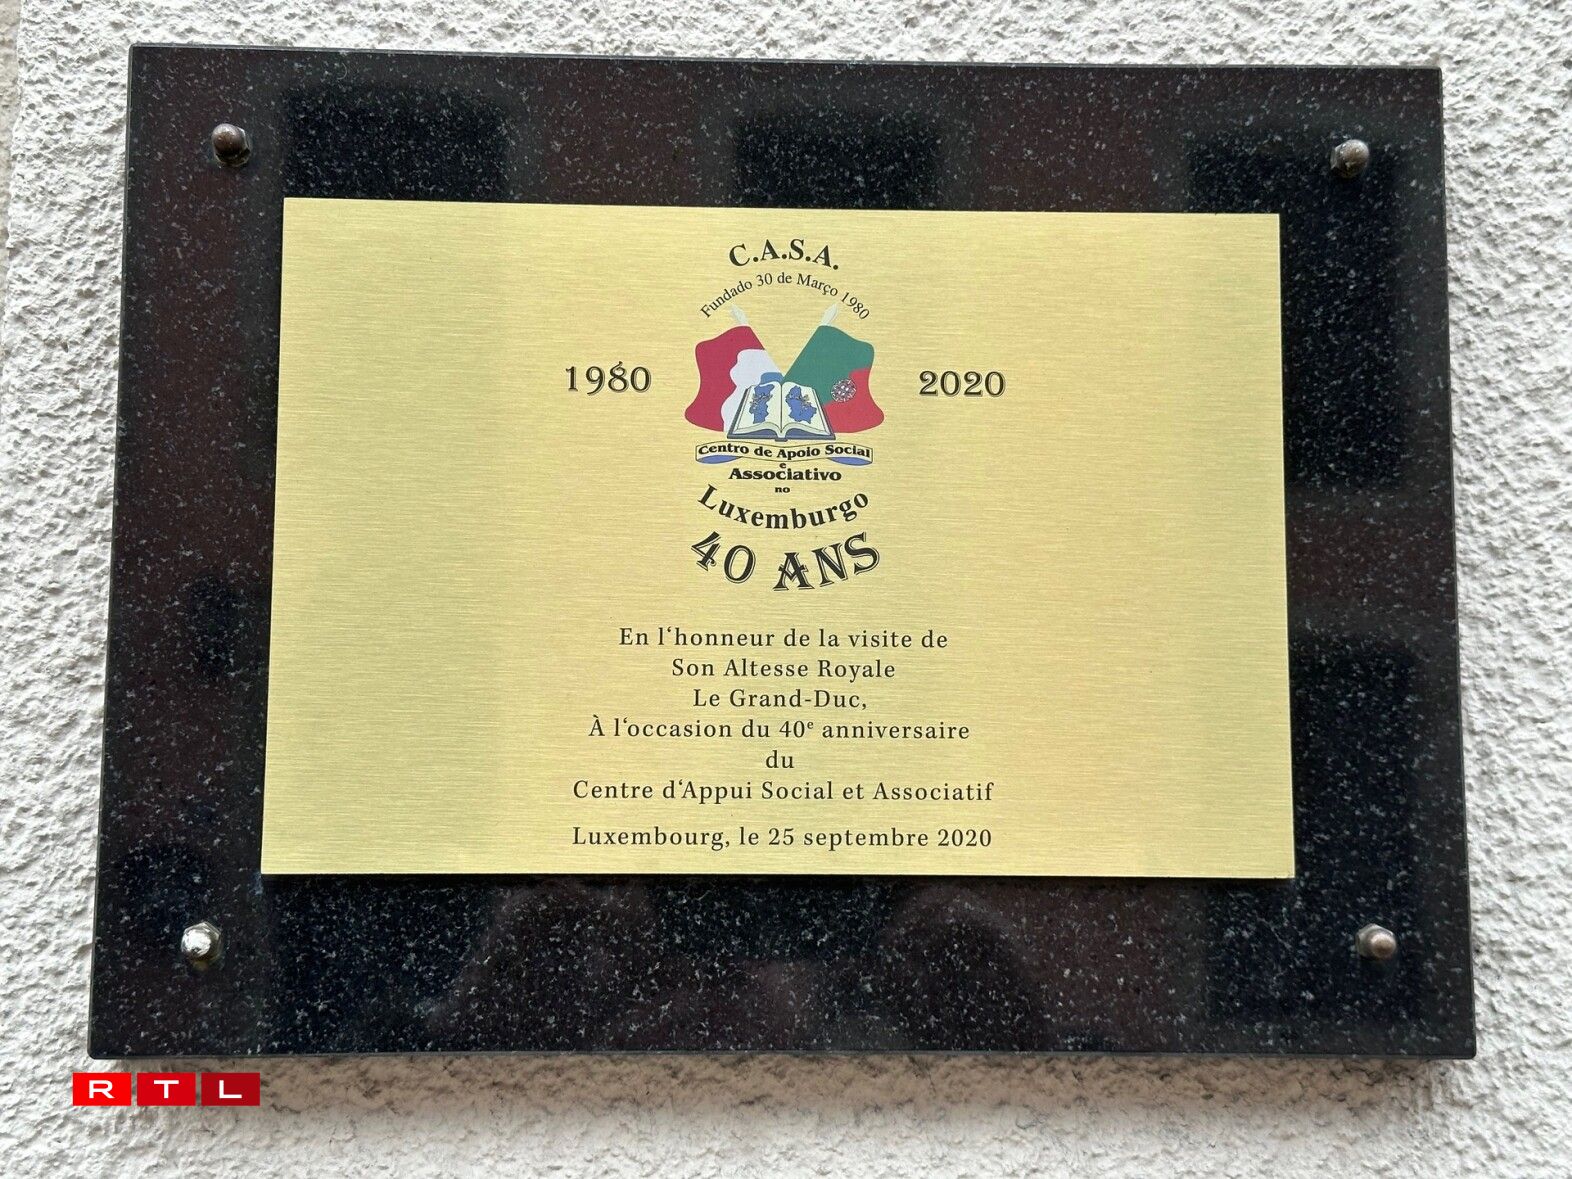 C.A.S.A.
Fundado 30 de Março 1980
1980
2020
Centro de Apoio Social
e
Associativo
no
Luxemburgo
40 ANS
En l‘honneur de la visite de
Son Altesse Royale
Le Grand-Duc,
À l‘occasion du 40ᵉ anniversaire
du
Centre d‘Appui Social et Associatif
Luxembourg, le 25 septembre 2020
RTL